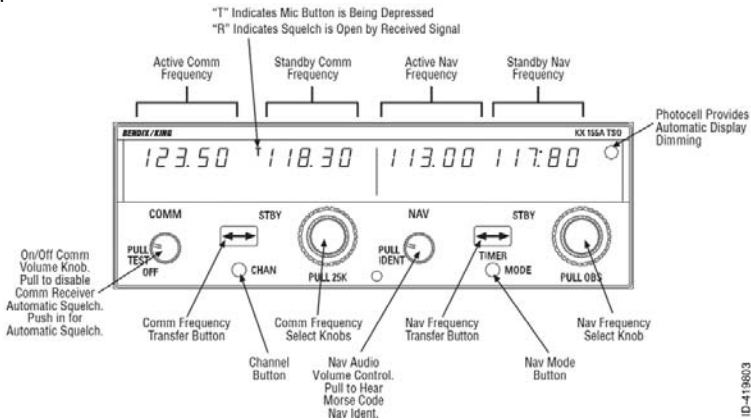 "T" Indicates Mic Button is Being Depressed
"R" Indicates Squelch is Open by Received Signal
Active Comm
Frequency
Standby Comm
Frequency
Active Nav
Frequency
Standby Nav
Frequency
Photocell Provides
Automatic Display
Dimming
BENDIX/KING
KX 155A TSO
123.50
T
118.30
113.00
117.80
COMM
STBY
NAV
STBY
PULL
TEST
OFF
CHAN
PULL 25K
PULL
IDENT
TIMER
MODE
PULL OBS
On/Off Comm
Volume Knob.
Pull to disable
Comm Receiver
Automatic Squelch.
Push in for
Automatic Squelch.
Comm Frequency
Transfer Button
Channel
Button
Comm Frequency
Select Knobs
Nav Audio
Volume Control.
Pull to Hear
Morse Code
Nav Ident.
Nav Frequency
Transfer Button
Nav Mode
Button
Nav Frequency
Select Knob
ID-419803